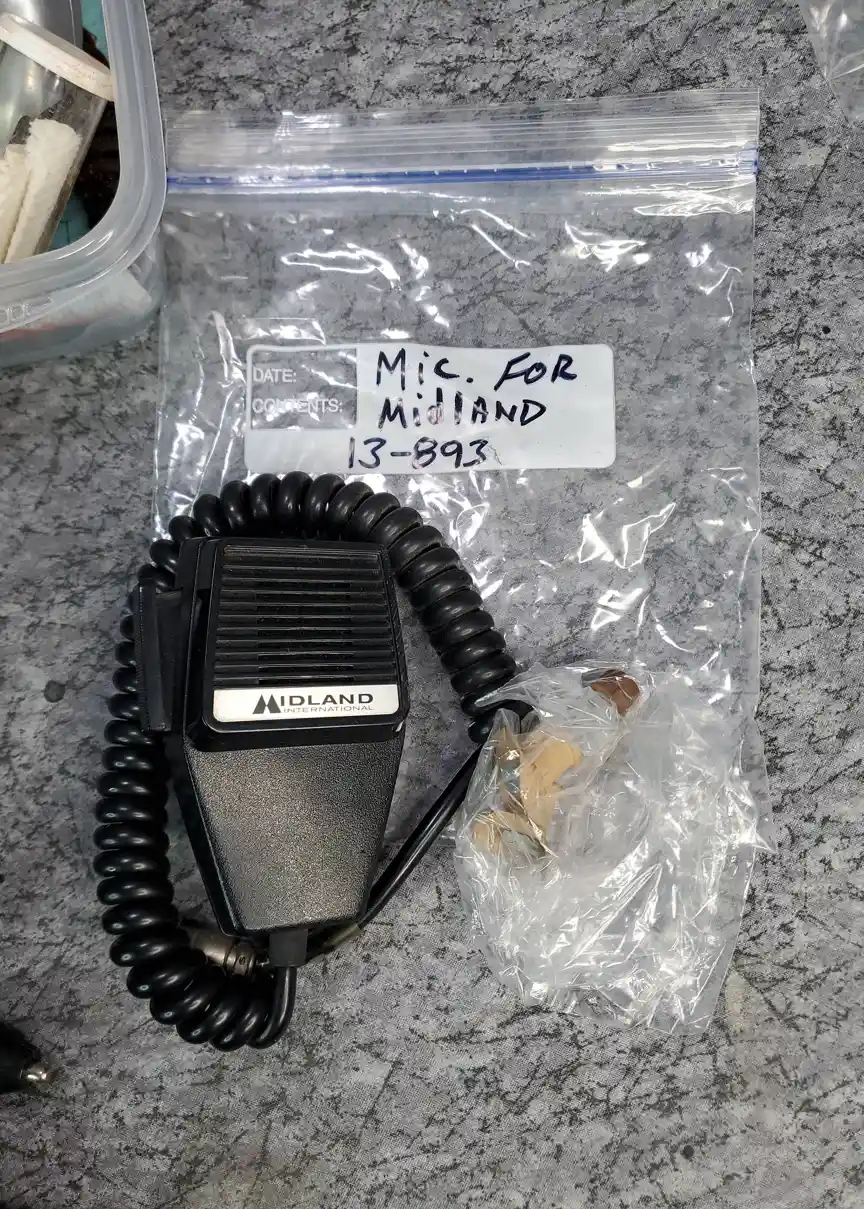 DATE:
CONTENTS:
Mic. FOR
MidlAND
13-893
MIDLAND
INTERNATIONAL